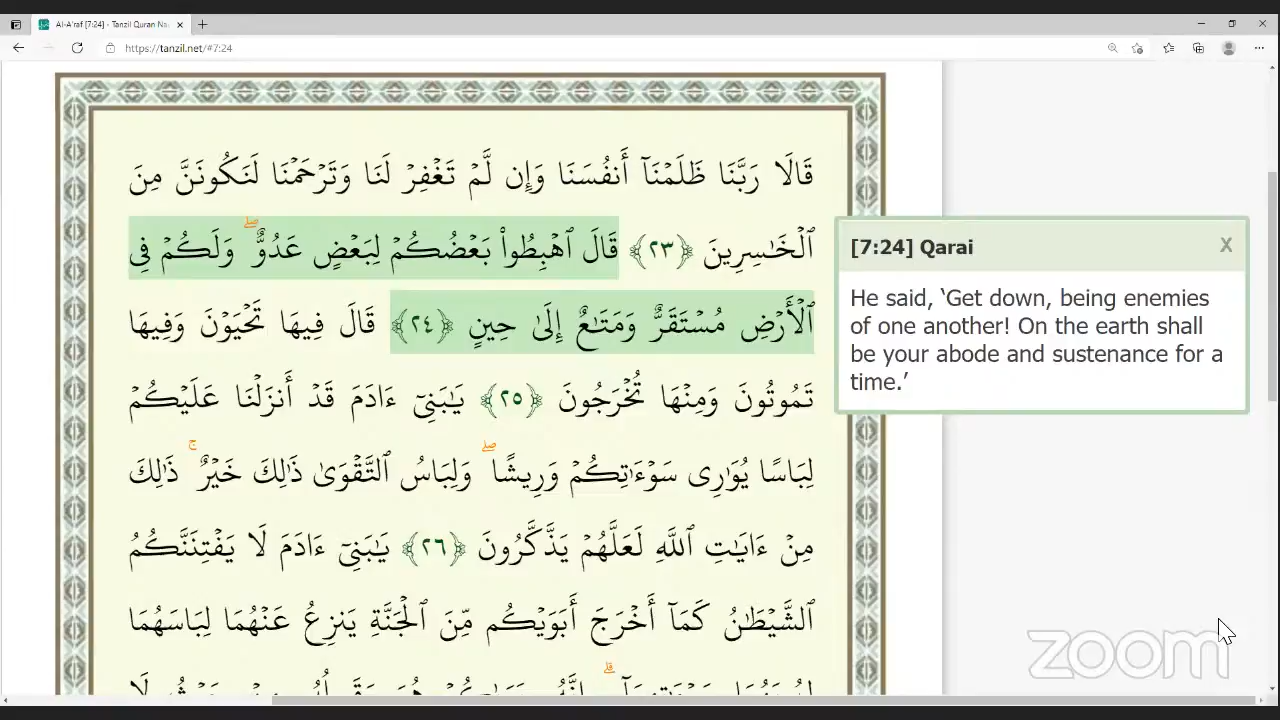 Al-A'raf [7:24] - Tanzil Quran Na
https://tanzil.net/#7:24
قَالَا رَبَّنَا ظَلَمْنَآ أَنفُسَنَا وَإِن لَّمْ تَغْفِرْ لَنَا وَتَرْحَمْنَا لَنَكُونَنَّ مِنَ
ٱلْخَـٰسِرِينَ ﴿٢٣﴾ قَالَ ٱهْبِطُوا۟ بَعْضُكُمْ لِبَعْضٍ عَدُوٌّ ۖ وَلَكُمْ فِى
ٱلْأَرْضِ مُسْتَقَرٌّ وَمَتَـٰعٌ إِلَىٰ حِينٍ ﴿٢٤﴾ قَالَ فِيهَا تَحْيَوْنَ وَفِيهَا
تَمُوتُونَ وَمِنْهَا تُخْرَجُونَ ﴿٢٥﴾ يَـٰبَنِىٓ ءَادَمَ قَدْ أَنزَلْنَا عَلَيْكُمْ
لِبَاسًا يُوَٰرِى سَوْءَٰتِكُمْ وَرِيشًا ۖ وَلِبَاسُ ٱلتَّقْوَىٰ ذَٰلِكَ خَيْرٌ ۚ ذَٰلِكَ
مِنْ ءَايَـٰتِ ٱللَّهِ لَعَلَّهُمْ يَذَّكَّرُونَ ﴿٢٦﴾ يَـٰبَنِىٓ ءَادَمَ لَا يَفْتِنَنَّكُمُ
ٱلشَّيْطَـٰنُ كَمَآ أَخْرَجَ أَبَوَيْكُم مِّنَ ٱلْجَنَّةِ يَنزِعُ عَنْهُمَا لِبَاسَهُمَا
[7:24] Qarai
X
He said, ‘Get down, being enemies
of one another! On the earth shall
be your abode and sustenance for a
time.’
zoom